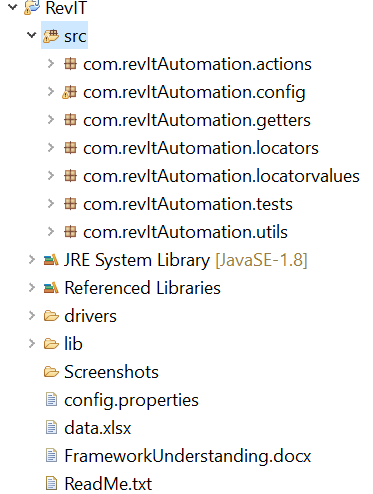 RevIT
src
com.revItAutomation.actions
com.revItAutomation.config
com.revItAutomation.getters
com.revItAutomation.locators
com.revItAutomation.locatorvalues
com.revItAutomation.tests
com.revItAutomation.utils
JRE System Library [JavaSE-1.8]
Referenced Libraries
drivers
lib
Screenshots
config.properties
data.xlsx
FrameworkUnderstanding.docx
ReadMe.txt